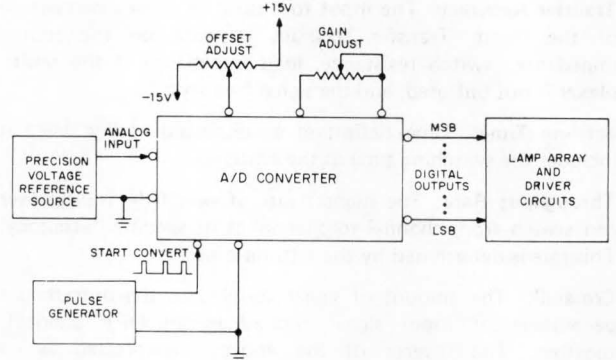 +15V
OFFSET
ADJUST
GAIN
ADJUST
-15V
ANALOG
INPUT
PRECISION
VOLTAGE
REFERENCE
SOURCE
A/D CONVERTER
MSB
DIGITAL
OUTPUTS
LSB
LAMP ARRAY
AND DRIVER
CIRCUITS
START CONVERT
PULSE
GENERATOR